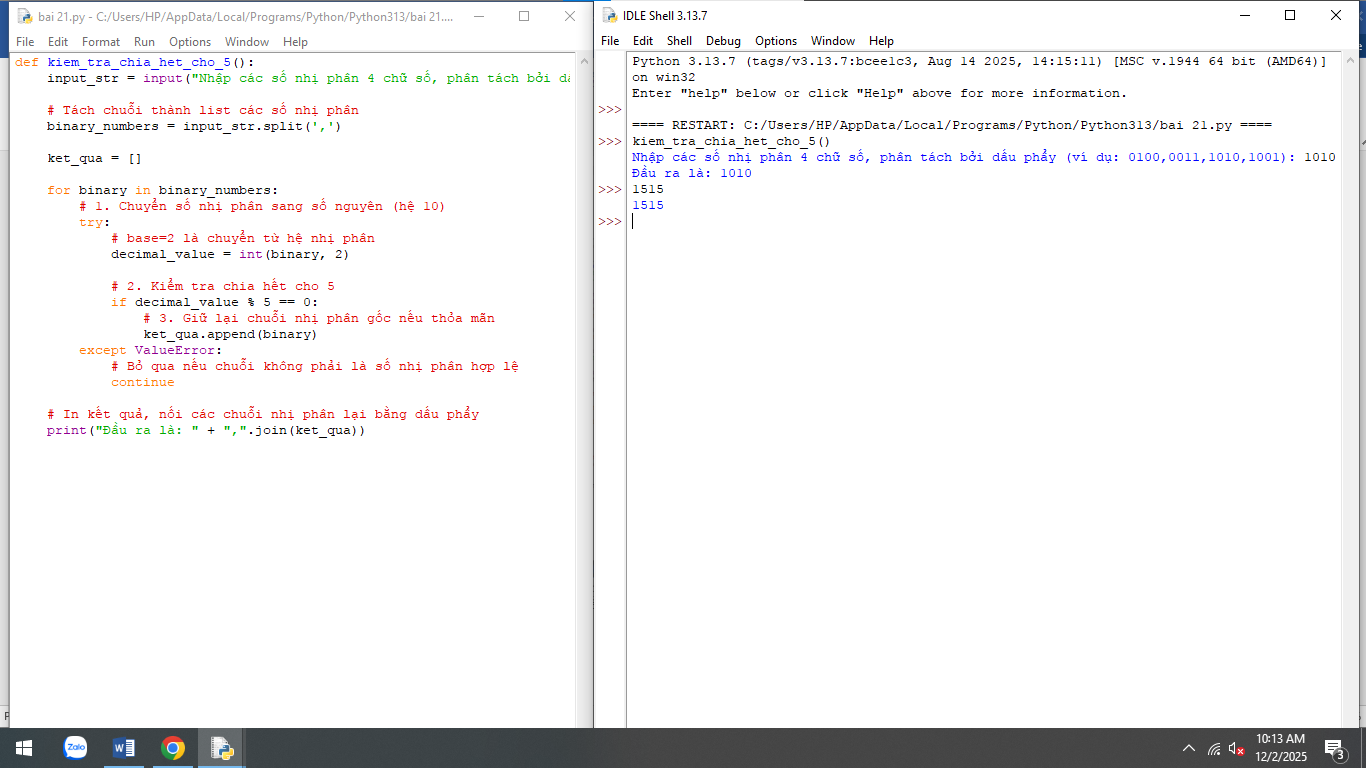 bai 21.py - C:/Users/HP/AppData/Local/Programs/Python/Python313/bai 21....
File Edit Format Run Options Window Help
def kiem_tra_chia_het_cho_5():
    input_str = input("Nhập các số nhị phân 4 chữ số, phân tách bởi dấ
    # Tách chuỗi thành list các số nhị phân
    binary_numbers = input_str.split(',')
    ket_qua = []
    for binary in binary_numbers:
        # 1. Chuyển số nhị phân sang số nguyên (hệ 10)
        try:
            # base=2 là chuyển từ hệ nhị phân
            decimal_value = int(binary, 2)
            # 2. Kiểm tra chia hết cho 5
            if decimal_value % 5 == 0:
                # 3. Giữ lại chuỗi nhị phân gốc nếu thỏa mãn
                ket_qua.append(binary)
        except ValueError:
            # Bỏ qua nếu chuỗi không phải là số nhị phân hợp lệ
            continue
    # In kết quả, nối các chuỗi nhị phân lại bằng dấu phẩy
    print("Đầu ra là: " + ",".join(ket_qua))
IDLE Shell 3.13.7
File Edit Shell Debug Options Window Help
Python 3.13.7 (tags/v3.13.7:bcee1c3, Aug 14 2025, 14:15:11) [MSC v.1944 64 bit (AMD64)]
on win32
Enter "help" below or click "Help" above for more information.
>>>
==== RESTART: C:/Users/HP/AppData/Local/Programs/Python/Python313/bai 21.py ====
>>> kiem_tra_chia_het_cho_5()
Nhập các số nhị phân 4 chữ số, phân tách bởi dấu phẩy (ví dụ: 0100,0011,1010,1001): 1010
Đầu ra là: 1010
>>> 1515
1515
>>>
Zalo
10:13 AM
12/2/2025
3